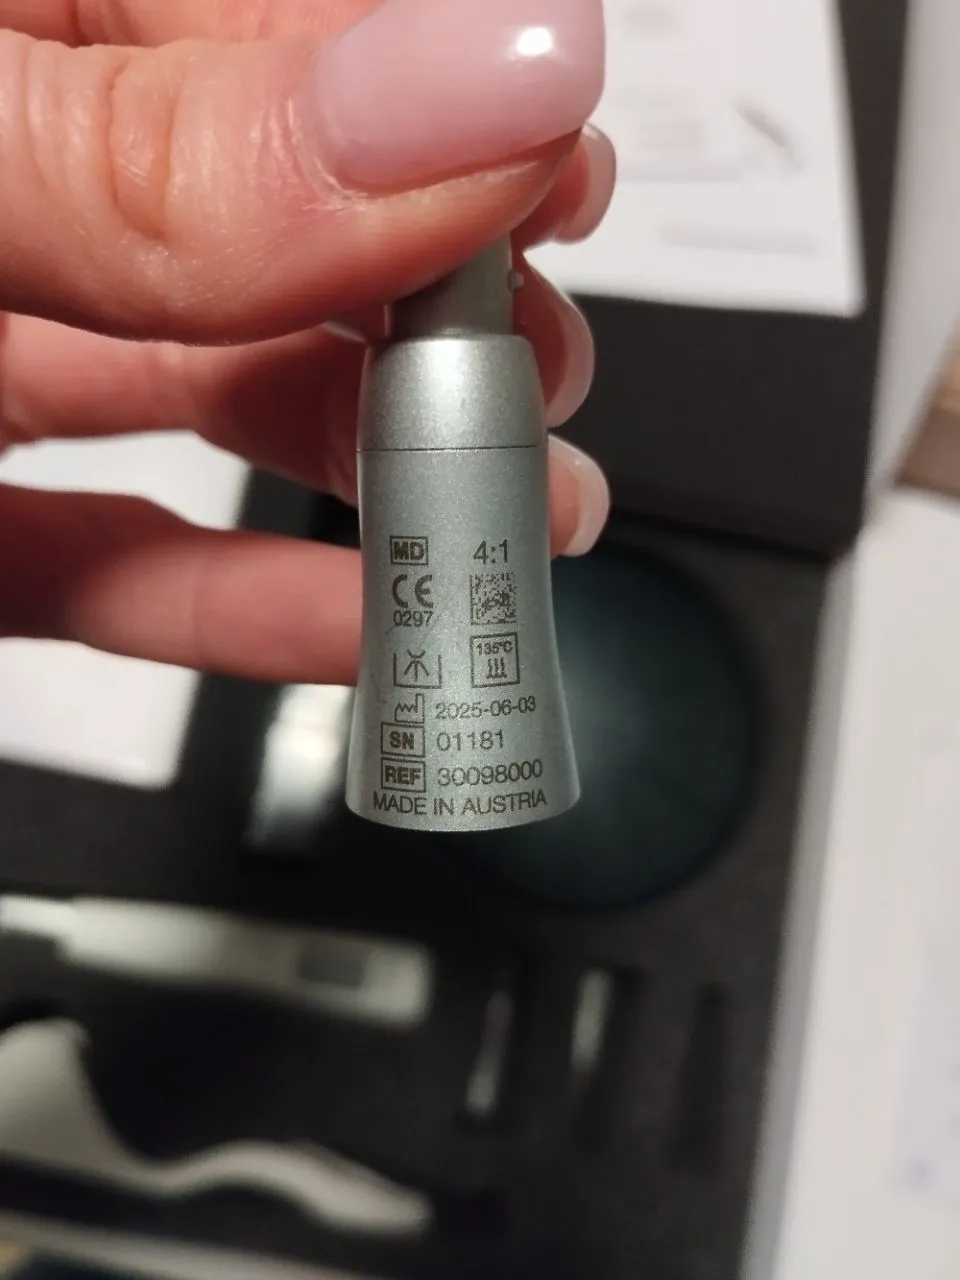 MD 4:1
CE
0297
135°C
2025-06-03
SN 01181
REF 30098000
MADE IN AUSTRIA